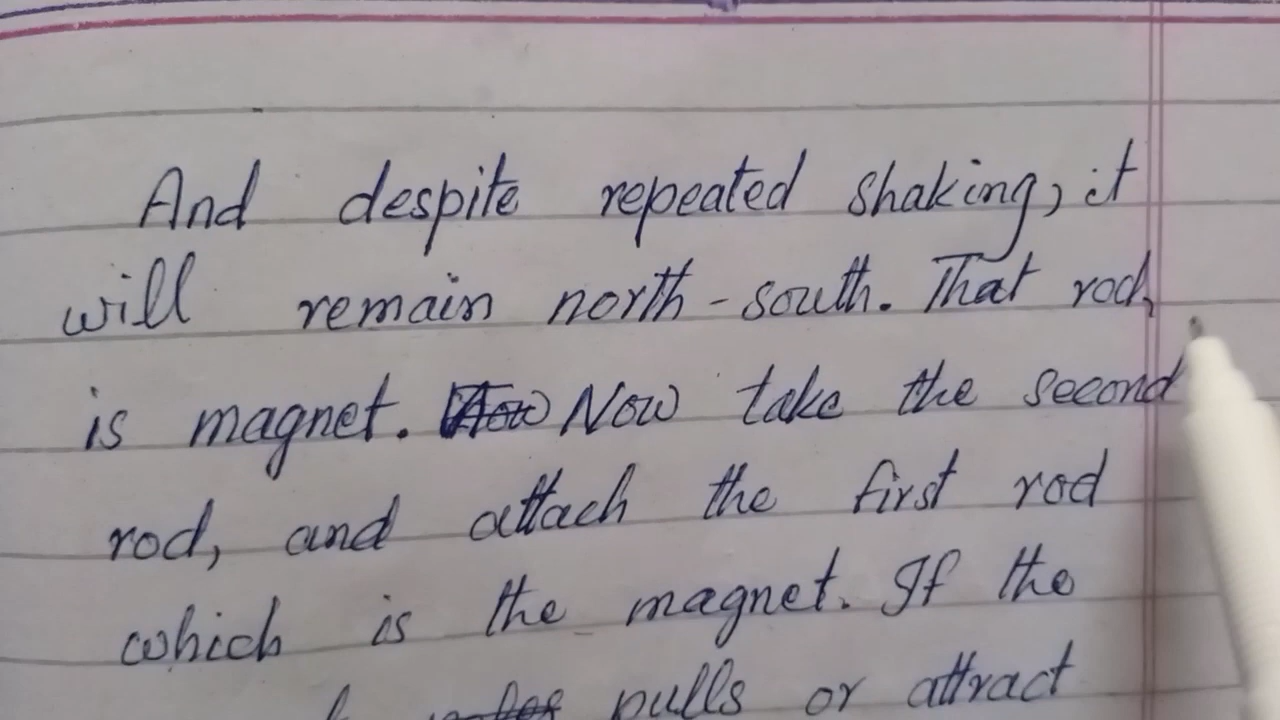 And despite repeated shaking, it
will remain north-south. That rod
is magnet. Now take the second
rod, and attach the first rod
which is the magnet. If the
pulls or attract